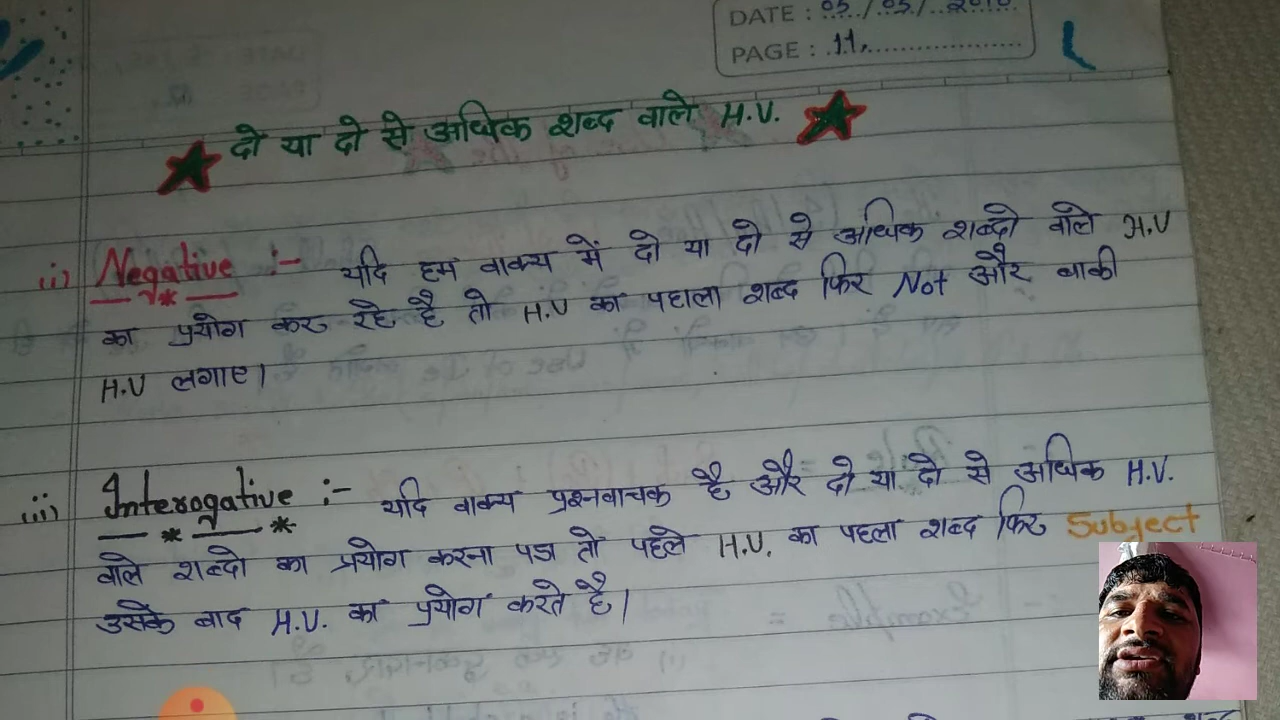 DATE : 05/05/2010
PAGE : 11.
दो या दो से अधिक शब्द वाले H.V.
ii) Negative :- यदि हम वाक्य में दो या दो से अधिक शब्दो वाले H.V
का प्रयोग कर रहे है तो H.V का पहला शब्द फिर Not और बाकी
H.V लगाए।
iii) Interogative :- यदि वाक्य प्रश्नवाचक है और दो या दो से अधिक H.V.
वाले शब्दो का प्रयोग करना पडा तो पहले H.V. का पहला शब्द फिर Subject
उसके बाद H.V. का प्रयोग करते है।